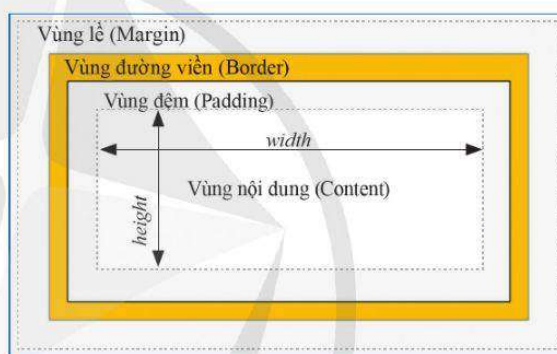 Vùng lề (Margin)
Vùng đường viền (Border)
Vùng đệm (Padding)
width
Vùng nội dung (Content)
height